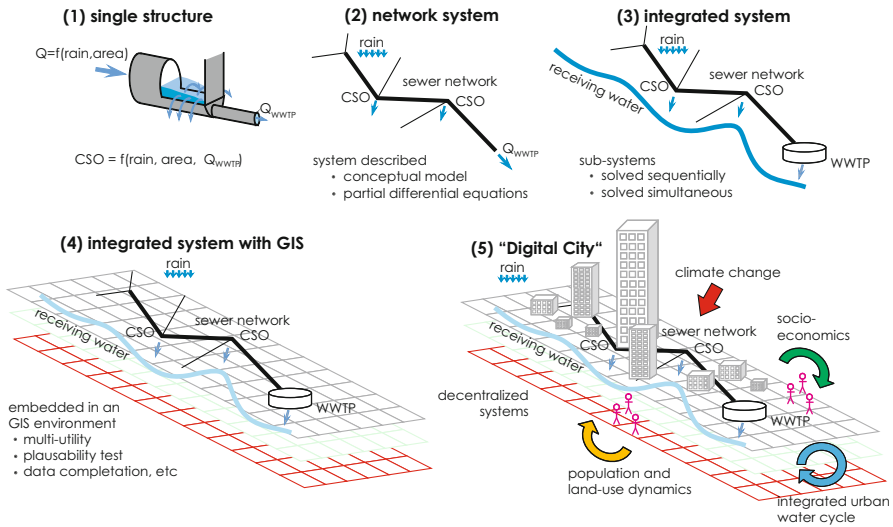 (1) single structure
Q=f(rain,area)
QWWTP
CSO = f(rain, area, QWWTP)
(2) network system
rain
CSO
CSO
QWWTP
system described
• conceptual model
• partial differential equations
(3) integrated system
rain
receiving water
sewer network
CSO
CSO
WWTP
sub-systems
• solved sequentially
• solved simultaneous
(4) integrated system with GIS
rain
receiving water
sewer network
CSO
CSO
WWTP
embedded in an
GIS environment
• multi-utility
• plausability test
• data completion, etc
(5) "Digital City"
rain
climate change
receiving water
sewer network
CSO
CSO
socio-
economics
decentralized
systems
WWTP
population and
land-use dynamics
integrated urban
water cycle